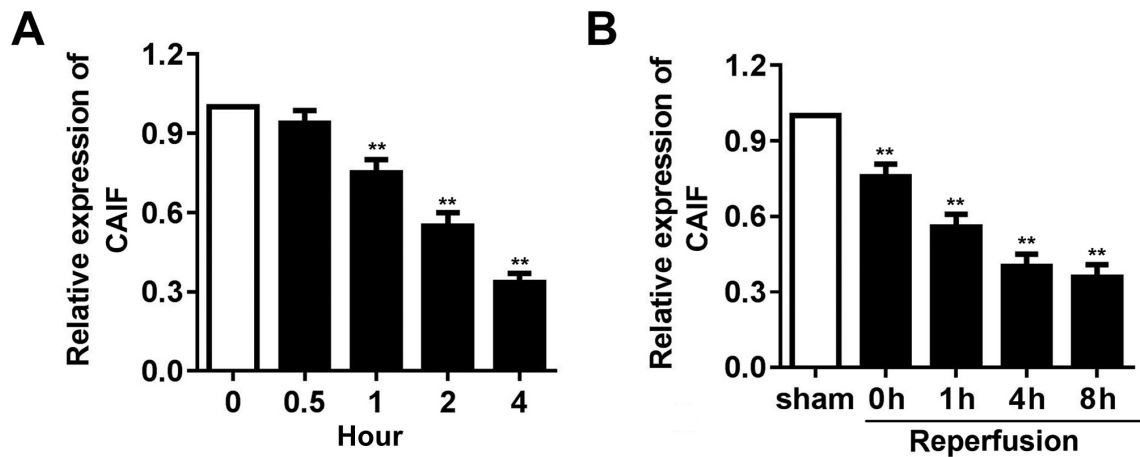 A
Relative expression of
CAIF
1.2
0.9
0.6
0.3
0.0
**
**
**
0 0.5 1 2 4
Hour
B
Relative expression of
CAIF
1.2
0.9
0.6
0.3
0.0
**
**
**
**
sham 0h 1h 4h 8h
Reperfusion